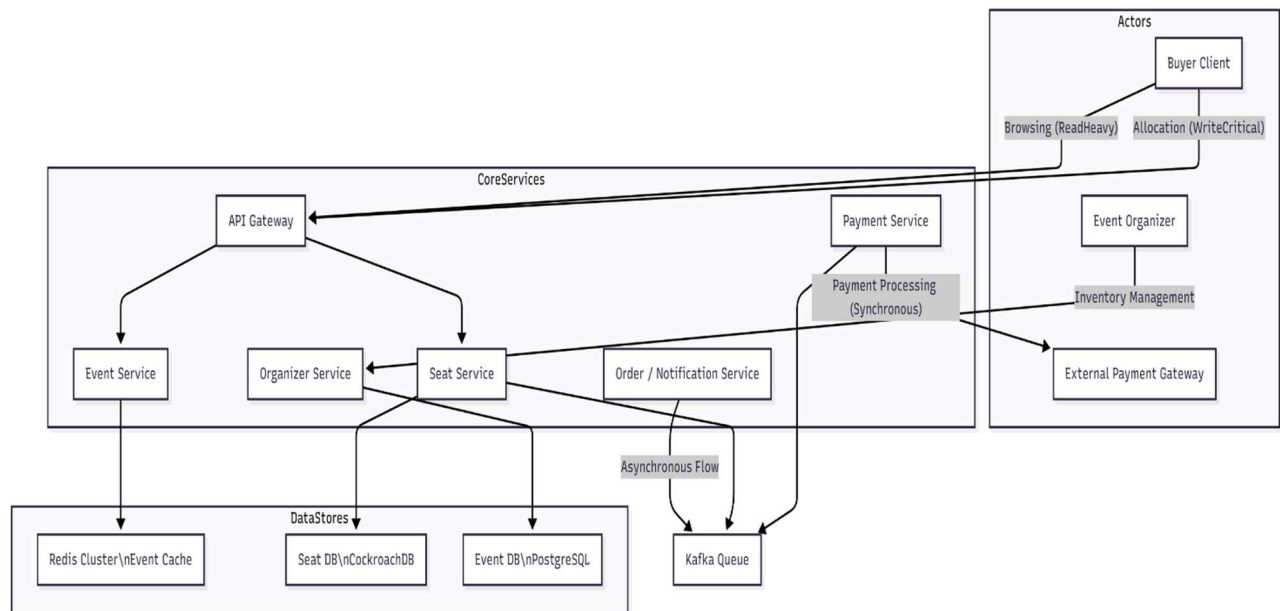 Actors
Buyer Client
Browsing (ReadHeavy)
Allocation (WriteCritical)
CoreServices
API Gateway
Payment Service
Event Organizer
Payment Processing
(Synchronous)
Inventory Management
Event Service
Organizer Service
Seat Service
Order / Notification Service
External Payment Gateway
Asynchronous Flow
DataStores
Redis Cluster\nEvent Cache
Seat DB\nCockroachDB
Event DB\nPostgreSQL
Kafka Queue